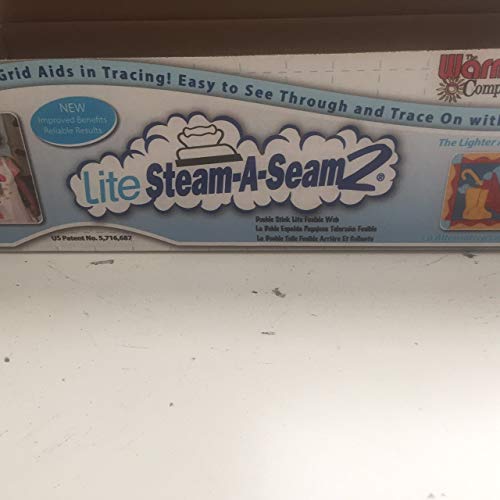 Grid Aids in Tracing! Easy to See Through and Trace On with
The
Warm
Comp
NEW
Improved Benefits
Reliable Results
Lite Steam-A-Seam 2®
The Lighter
Double Stick Lite Fusible Web
La Doble Espalda Pegajosa Telaraña Fusible
La Double Toile Fusible Arrière Et Collante
US Patent No. 5,716,687